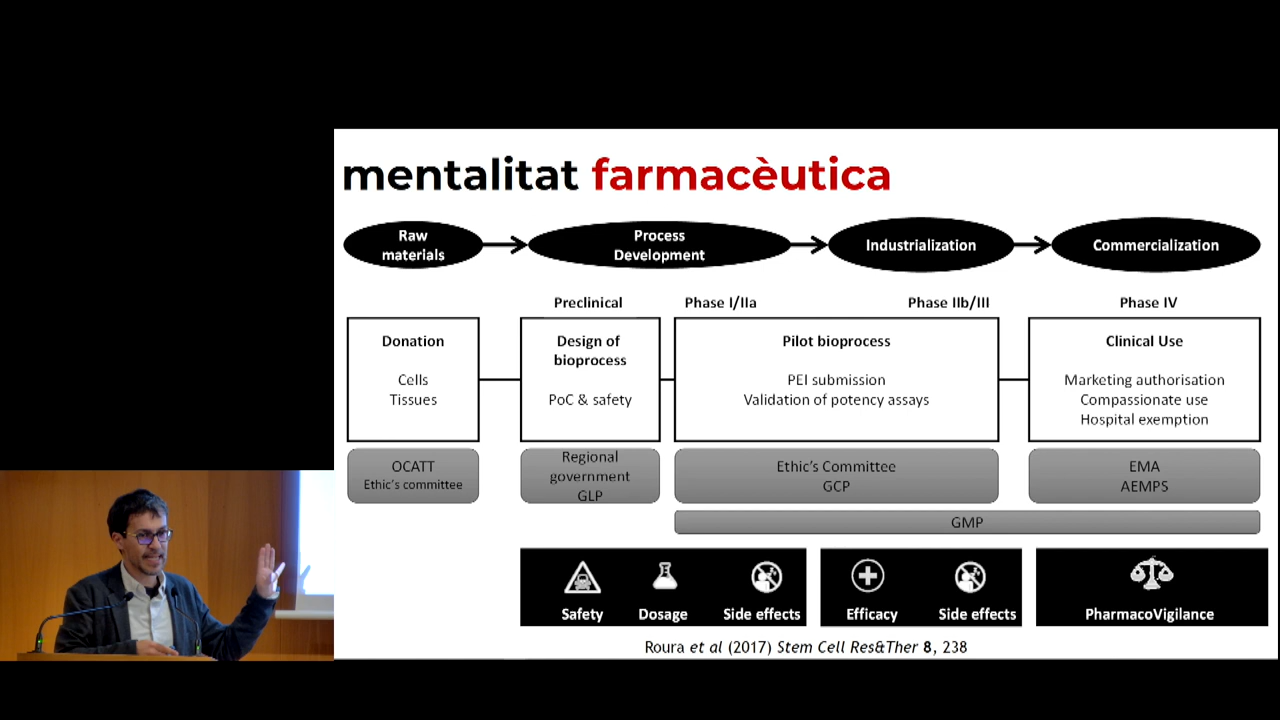 mentalitat farmacèutica
Raw
materials
Process
Development
Industrialization
Commercialization
Preclinical
Phase I/IIa
Phase IIb/III
Phase IV
Donation
Cells
Tissues
Design of
bioprocess
PoC & safety
Pilot bioprocess
PEI submission
Validation of potency assays
Clinical Use
Marketing authorisation
Compassionate use
Hospital exemption
OCATT
Ethic's committee
Regional
government
GLP
Ethic's Committee
GCP
EMA
AEMPS
GMP
Safety
Dosage
Side effects
Efficacy
Side effects
PharmacoVigilance
Roura et al (2017) Stem Cell Res&Ther 8, 238